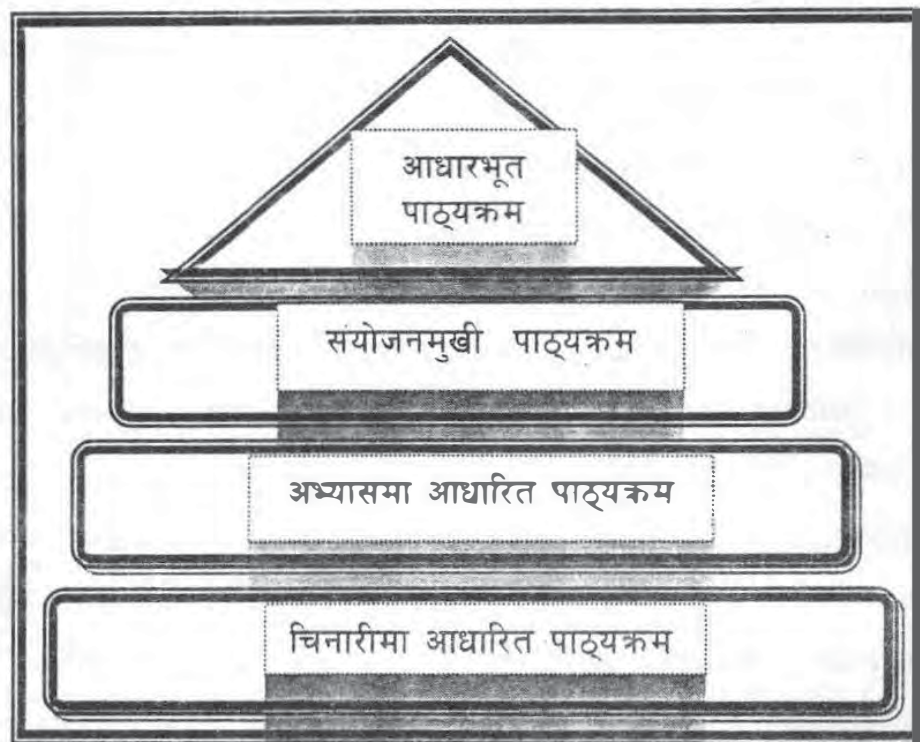 आधारभूत
पाठ्यक्रम
संयोजनमुखी पाठ्यक्रम
अभ्यासमा आधारित पाठ्यक्रम
चिनारीमा आधारित पाठ्यक्रम